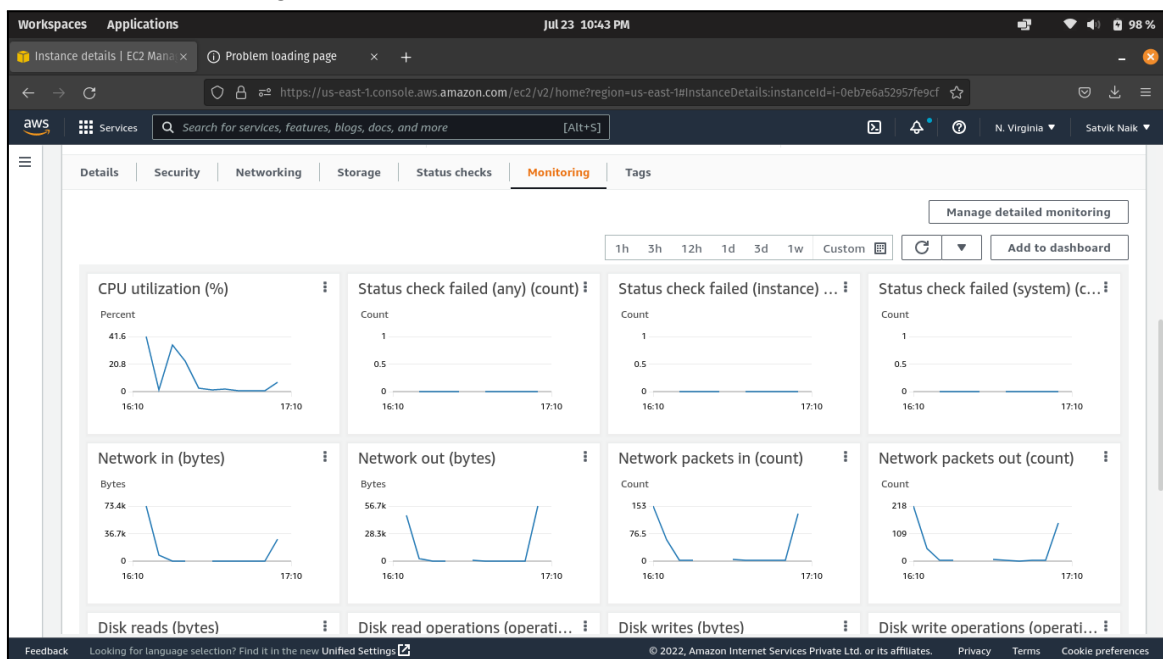 Workspaces Applications Jul 23 10:43 PM 98 %
Instance details | EC2 Mana Problem loading page
https://us-east-1.console.aws.amazon.com/ec2/v2/home?region=us-east-1#InstanceDetails:instanceId=i-0eb7e6a52957fe9cf
aws Services Search for services, features, blogs, docs, and more [Alt+S] N. Virginia Satvik Naik
Details Security Networking Storage Status checks Monitoring Tags
Manage detailed monitoring
1h 3h 12h 1d 3d 1w Custom Add to dashboard
CPU utilization (%) Status check failed (any) (count) Status check failed (instance) ... Status check failed (system) (c...
Percent Count Count Count
41.6 1 1 1
20.8 0.5 0.5 0.5
0 0 0 0
16:10 17:10 16:10 17:10 16:10 17:10 16:10 17:10
Network in (bytes) Network out (bytes) Network packets in (count) Network packets out (count)
Bytes Bytes Count Count
73.4k 56.7k 153 218
36.7k 28.3k 76.5 109
0 0 0 0
16:10 17:10 16:10 17:10 16:10 17:10 16:10 17:10
Disk reads (bytes) Disk read operations (operati... Disk writes (bytes) Disk write operations (operati...
Feedback Looking for language selection? Find it in the new Unified Settings © 2022, Amazon Internet Services Private Ltd. or its affiliates. Privacy Terms Cookie preferences